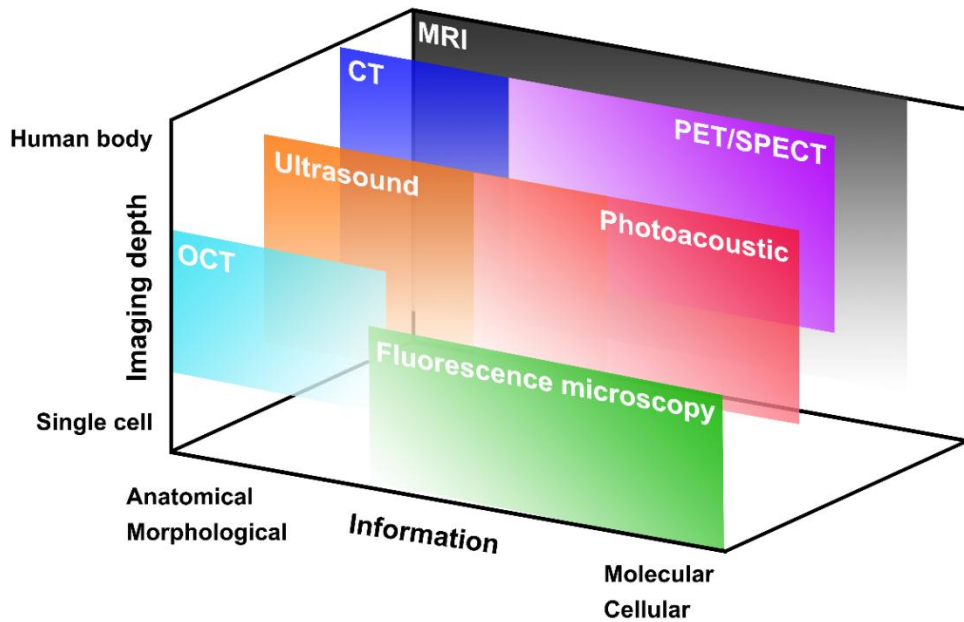 MRI
CT
PET/SPECT
Human body
Ultrasound
Photoacoustic
OCT
Imaging depth
Fluorescence microscopy
Single cell
Anatomical
Morphological
Information
Molecular
Cellular